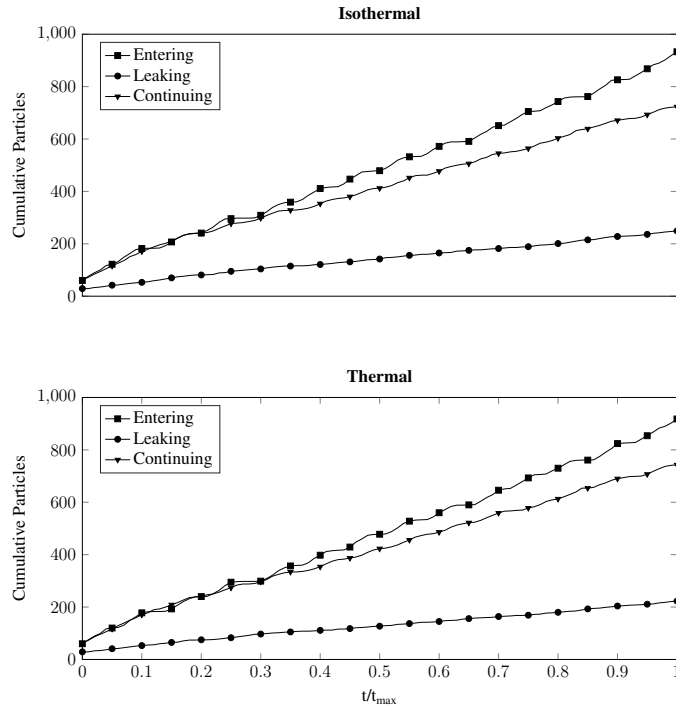 Isothermal
1,000
800
600
400
200
0
Cumulative Particles
Entering
Leaking
Continuing
Thermal
1,000
800
600
400
200
0
Cumulative Particles
Entering
Leaking
Continuing
0 0.1 0.2 0.3 0.4 0.5 0.6 0.7 0.8 0.9 1
t/tmax